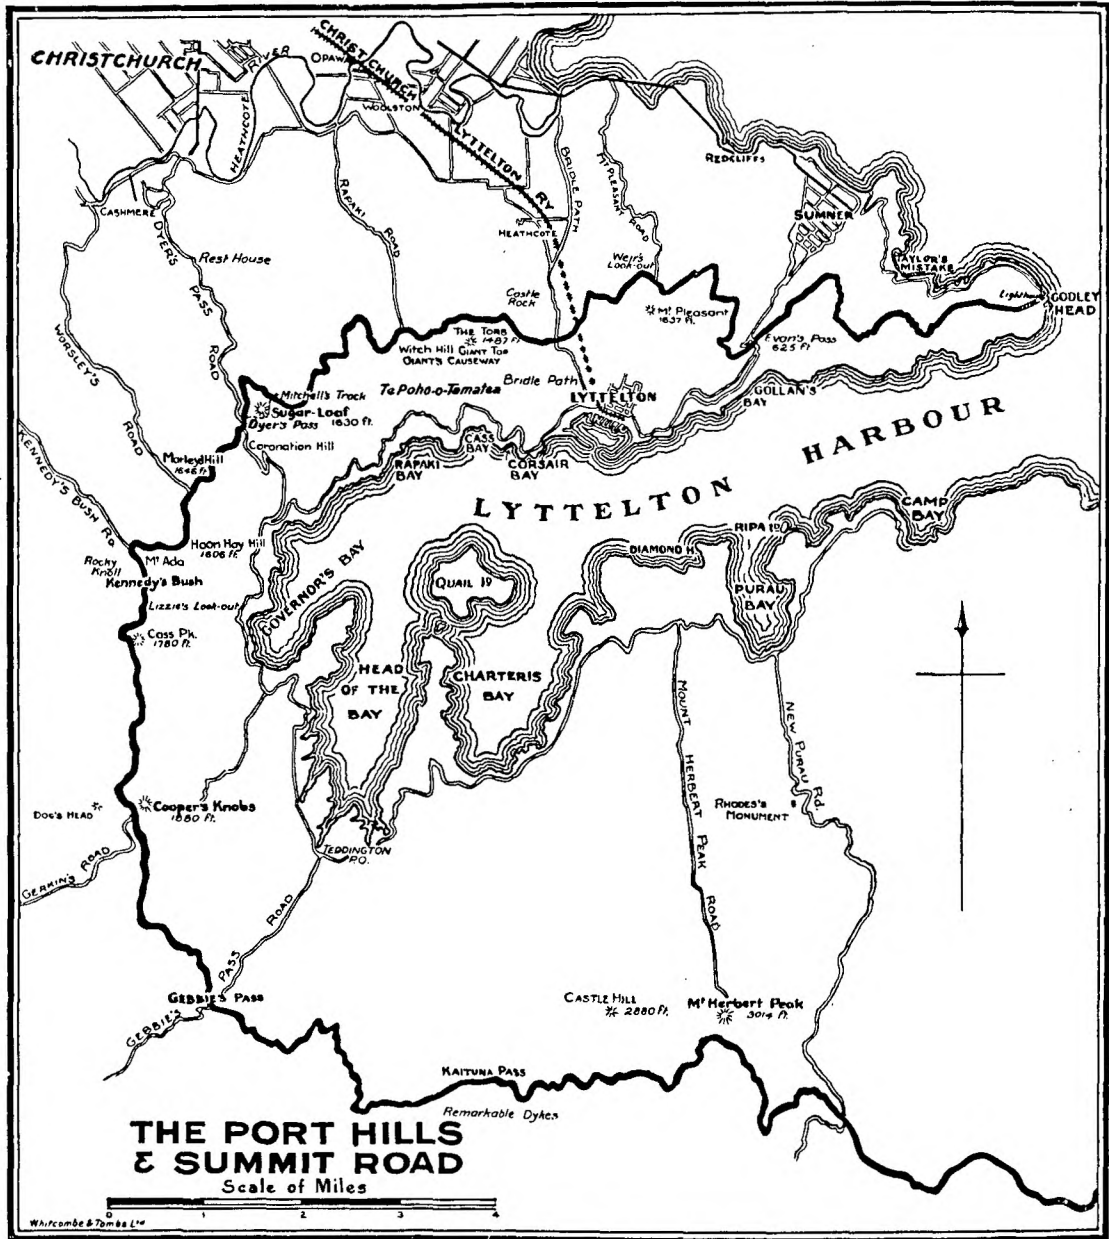 CHRISTCHURCH
RIVER
HEATHCOTE
OPAWA
CHRISTCHURCH
LYTTELTON RY
WOOLSTON
CASHMERE
DYER'S
PASS
ROAD
Rest House
RAPAKI
ROAD
HEATHCOTE
BRIDLE PATH
Mt PLEASANT ROAD
REDCLIFFS
SUMNER
TAYLOR'S
MISTAKE
GODLEY
HEAD
Weir's
Look-out
Castle
Rock
Mt Pleasant
1637 ft.
Evan's Pass
625 ft
THE TORS
1487 ft
Witch Hill
GIANT TOR
GIANT'S CAUSEWAY
WORSLEY'S
ROAD
Mitchell's Track
Te Poho-o-Tamatea
Bridle Path
LYTTELTON
GOLLAN'S
BAY
Sugar-Loaf
Dyer's Pass
1630 ft.
Coronation Hill
CASS
BAY
RAPAKI
BAY
CORSAIR
BAY
LYTTELTON HARBOUR
KENNEDY'S BUSH RD
1646 ft
Hoon Hay Hill
1606 ft.
Rocky
Knoll
Mt Ada
Kennedy's Bush
Lizzie's Look-out
GOVERNOR'S BAY
QUAIL ID
DIAMOND H.
RIPA ID
CAMP
BAY
PURAU
BAY
Cass Pk.
1780 ft.
HEAD
OF THE
BAY
CHARTERIS
BAY
MOUNT HERBERT PEAK ROAD
NEW PURAU Rd.
RHODES'S
MONUMENT
DOG'S HEAD
Cooper's Knobs
1880 ft.
GERKIN'S ROAD
TEDDINGTON
P.O.
PASS ROAD
GEBBIE'S PASS
GEBBIE'S
CASTLE HILL
2880 ft.
Mt Herbert Peak
3014 ft.
KAITUNA PASS
Remarkable Dykes
THE PORT HILLS
& SUMMIT ROAD
Scale of Miles
0 1 2 3 4
Whitcombe & Tombs Ltd